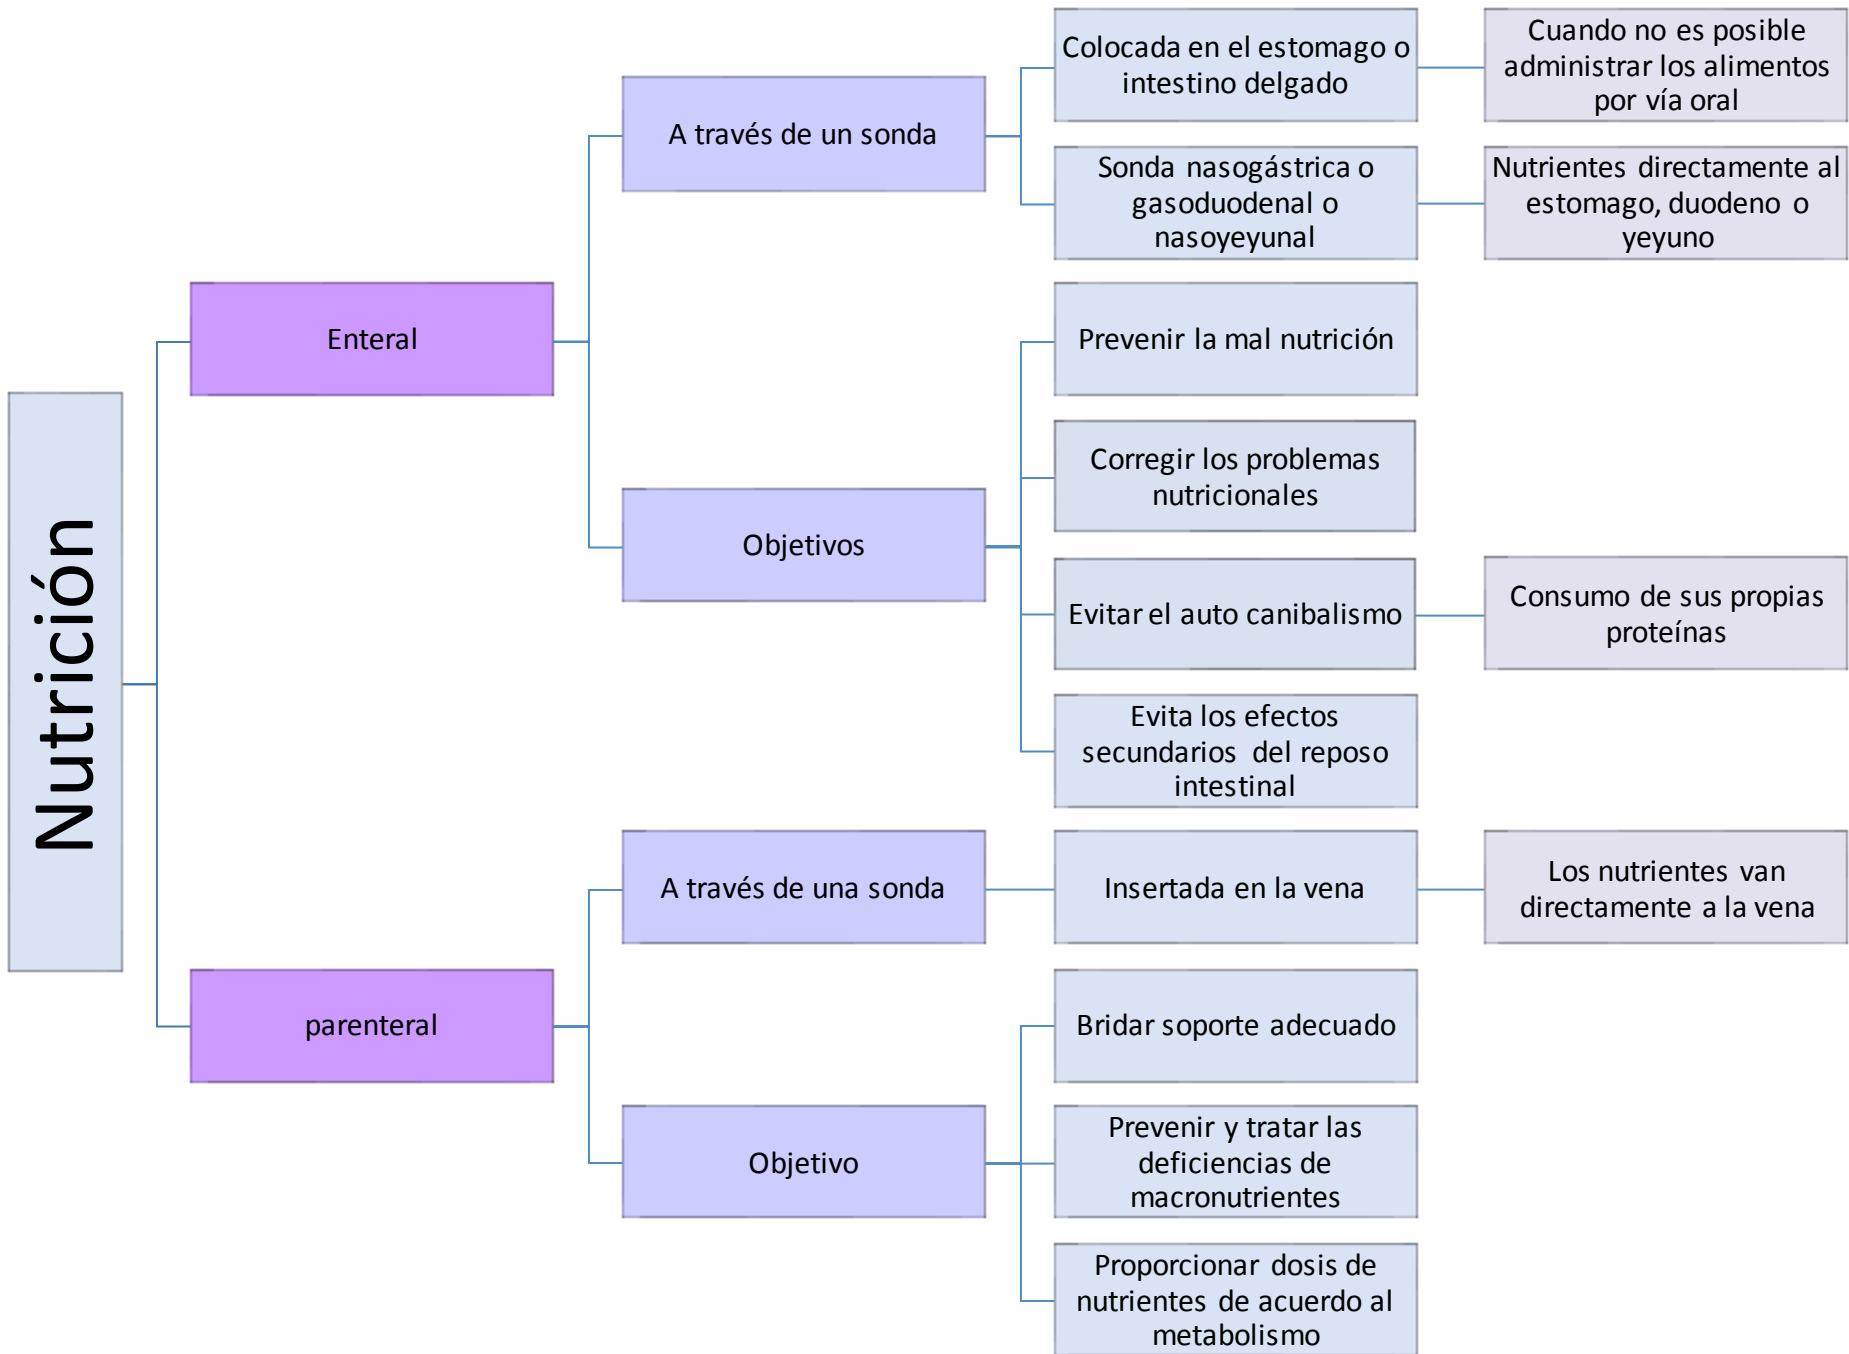 Nutrición
Enteral
A través de un sonda
Colocada en el estomago o
intestino delgado
Cuando no es posible
administrar los alimentos
por vía oral
Sonda nasogástrica o
gasoduodenal o
nasoyeyunal
Nutrientes directamente al
estomago, duodeno o
yeyuno
Objetivos
Prevenir la mal nutrición
Corregir los problemas
nutricionales
Evitar el auto canibalismo
Consumo de sus propias
proteínas
Evita los efectos
secundarios del reposo
intestinal
parenteral
A través de una sonda
Insertada en la vena
Los nutrientes van
directamente a la vena
Objetivo
Bridar soporte adecuado
Prevenir y tratar las
deficiencias de
macronutrientes
Proporcionar dosis de
nutrientes de acuerdo al
metabolismo